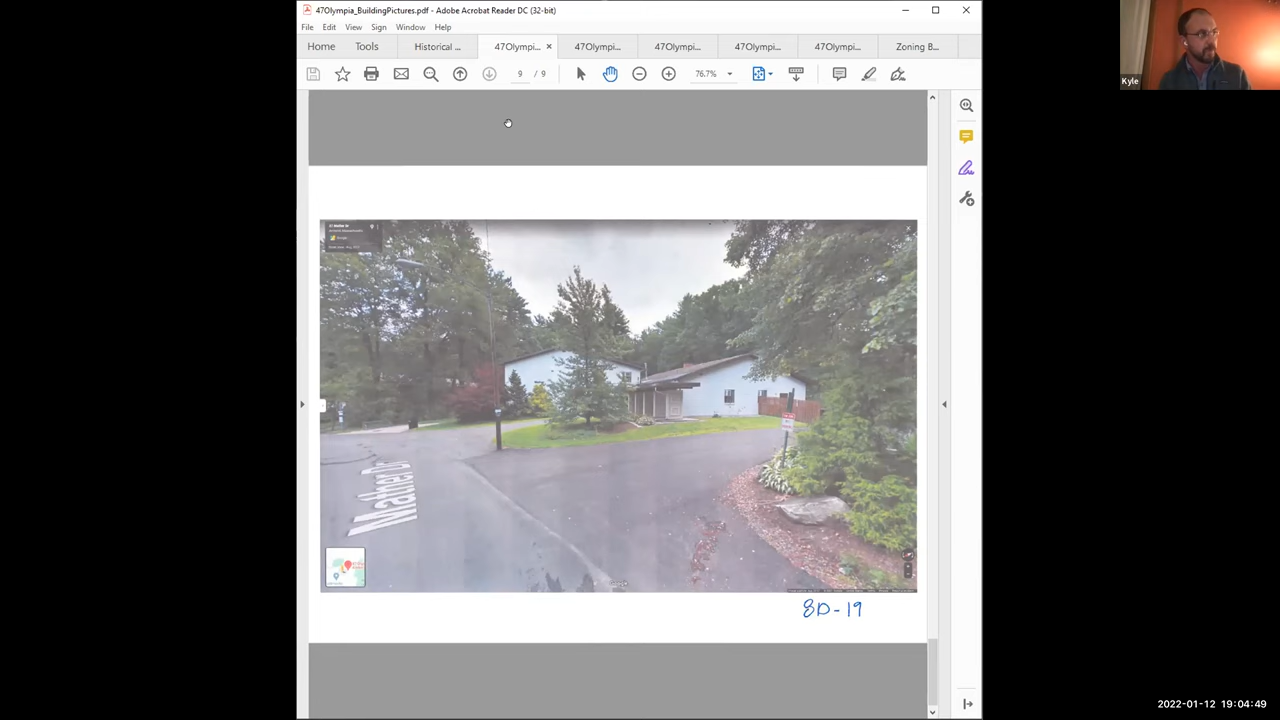 47Olympia_BuildingPictures.pdf - Adobe Acrobat Reader DC (32-bit)
File Edit View Sign Window Help
Home Tools Historical ... 47Olympi... 47Olympi... 47Olympi... 47Olympi... 47Olympi... Zoning B...
9 / 9 76.7%
Kyle
Mather Dr
Google
8D-19
2022-01-12 19:04:49